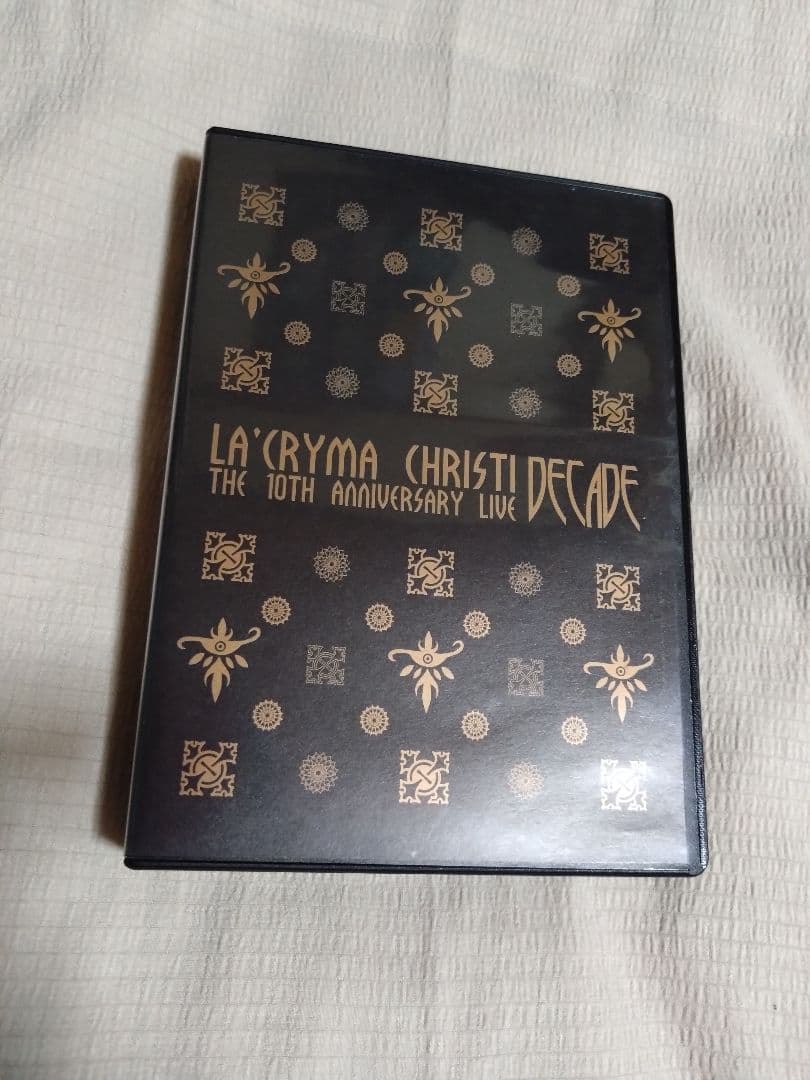 LA'CRYMA CHRISTI DECADE
THE 10TH ANNIVERSARY LIVE